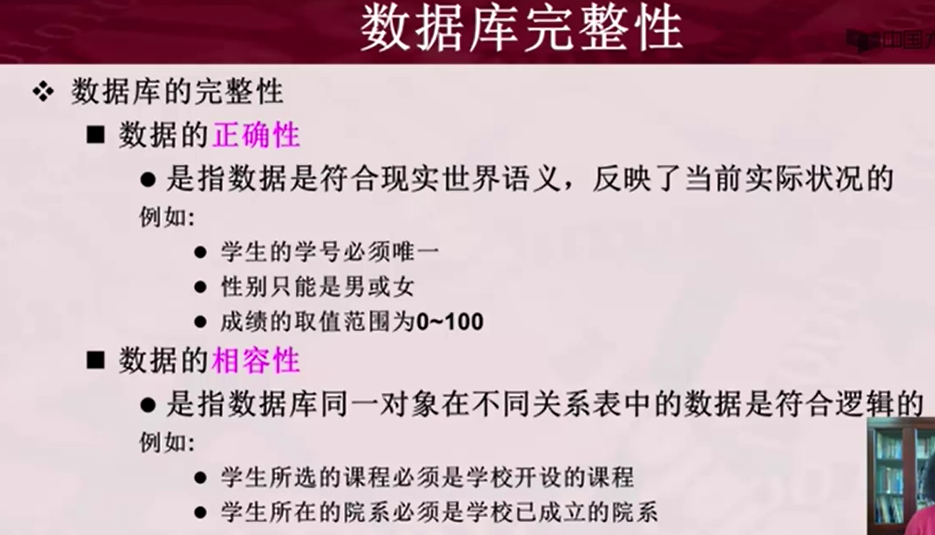 数据库完整性
中国大
❖ 数据库的完整性
■ 数据的正确性
● 是指数据是符合现实世界语义，反映了当前实际状况的
例如:
● 学生的学号必须唯一
● 性别只能是男或女
● 成绩的取值范围为0~100
■ 数据的相容性
● 是指数据库同一对象在不同关系表中的数据是符合逻辑的
例如:
● 学生所选的课程必须是学校开设的课程
● 学生所在的院系必须是学校已成立的院系